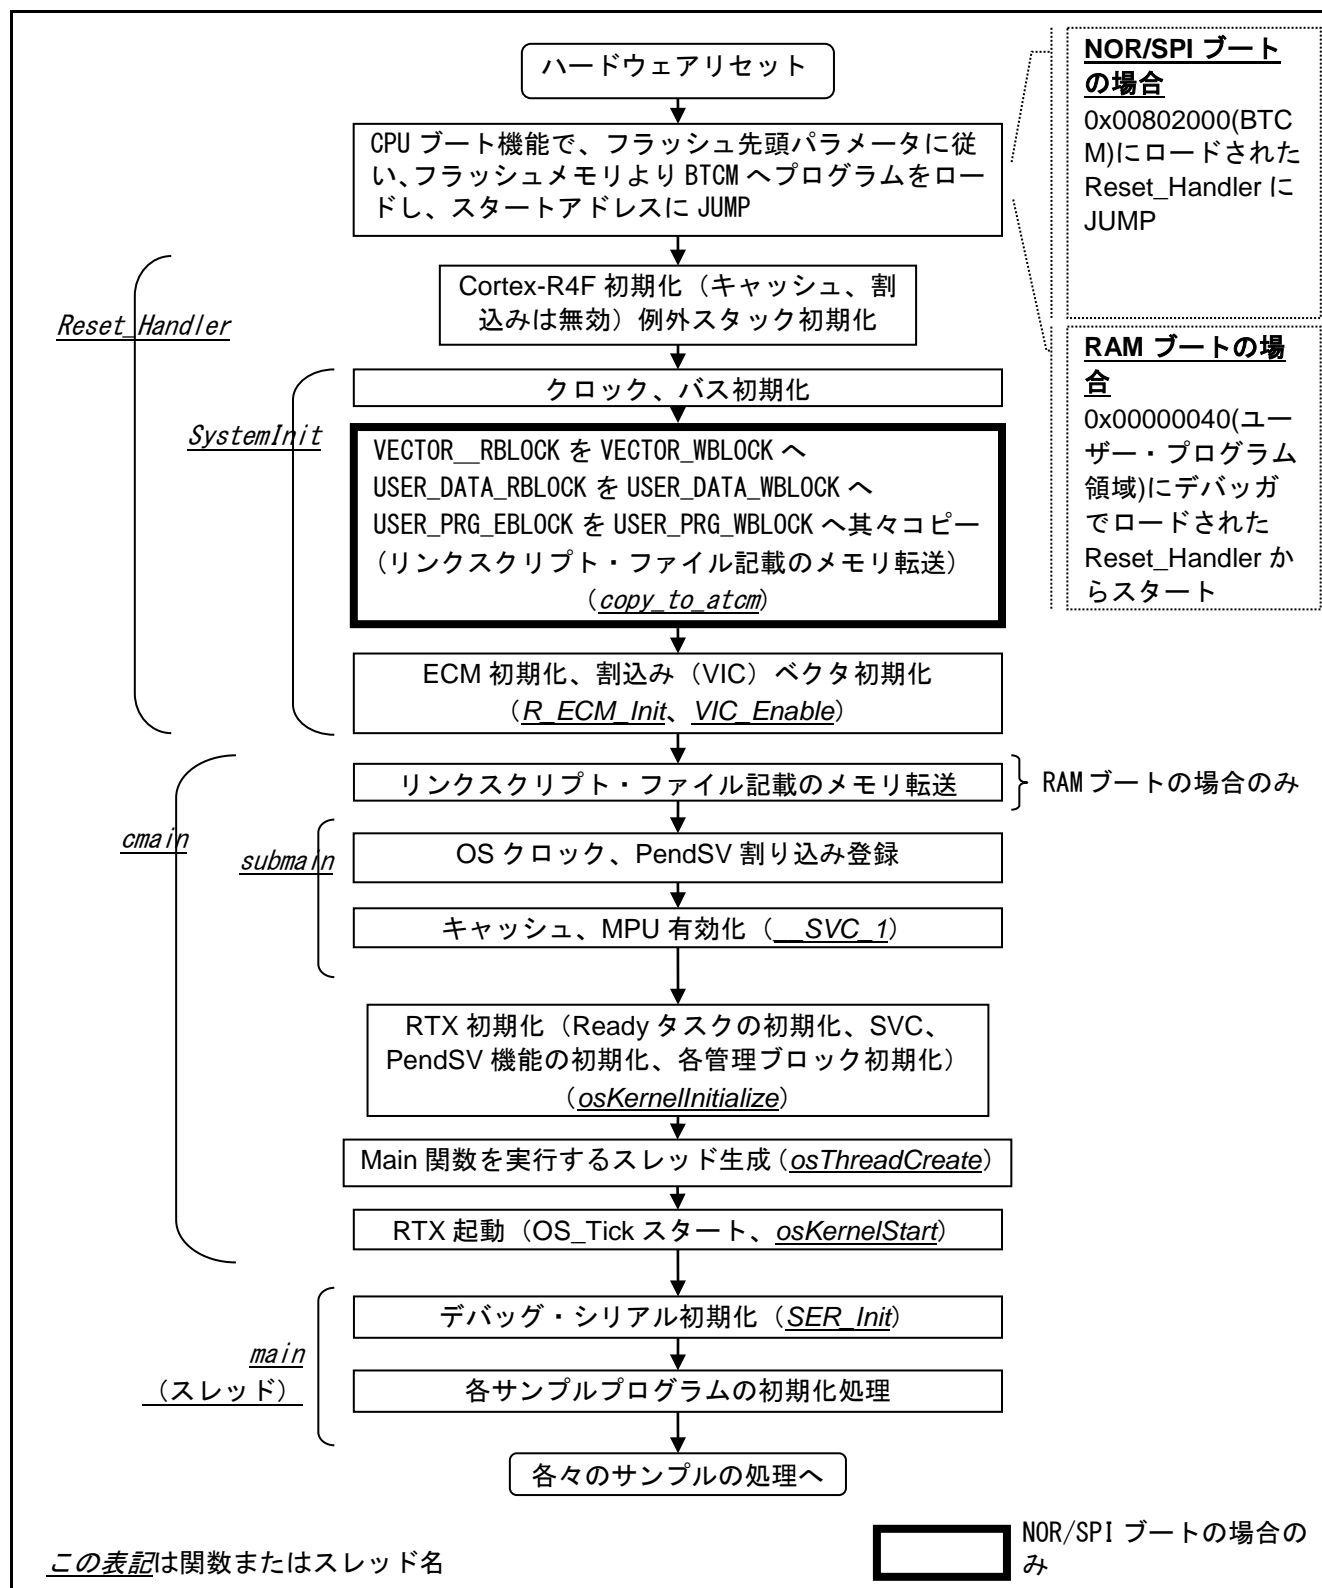 ハードウェアリセット
CPU ブート機能で、フラッシュ先頭パラメータに従
い、フラッシュメモリより BTCM へプログラムをロー
ドし、スタートアドレスに JUMP
NOR/SPI ブート
の場合
0x00802000(BTC
M)にロードされた
Reset_Handler に
JUMP
RAM ブートの場
合
0x00000040(ユー
ザー・プログラム
領域)にデバッガ
でロードされた
Reset_Handler か
らスタート
Reset_Handler
Cortex-R4F 初期化（キャッシュ、割
込みは無効）例外スタック初期化
SystemInit
クロック、バス初期化
VECTOR__RBLOCK を VECTOR_WBLOCK へ
USER_DATA_RBLOCK を USER_DATA_WBLOCK へ
USER_PRG_EBLOCK を USER_PRG_WBLOCK へ其々コピー
（リンクスクリプト・ファイル記載のメモリ転送）
（copy_to_atcm）
ECM 初期化、割込み（VIC）ベクタ初期化
（R_ECM_Init、VIC_Enable）
cmain
リンクスクリプト・ファイル記載のメモリ転送
RAM ブートの場合のみ
submain
OS クロック、PendSV 割り込み登録
キャッシュ、MPU 有効化（__SVC_1）
RTX 初期化（Ready タスクの初期化、SVC、
PendSV 機能の初期化、各管理ブロック初期化）
（osKernelInitialize）
Main 関数を実行するスレッド生成（osThreadCreate）
RTX 起動（OS_Tick スタート、osKernelStart）
main
（スレッド）
デバッグ・シリアル初期化（SER_Init）
各サンプルプログラムの初期化処理
各々のサンプルの処理へ
この表記は関数またはスレッド名
NOR/SPI ブートの場合の
み